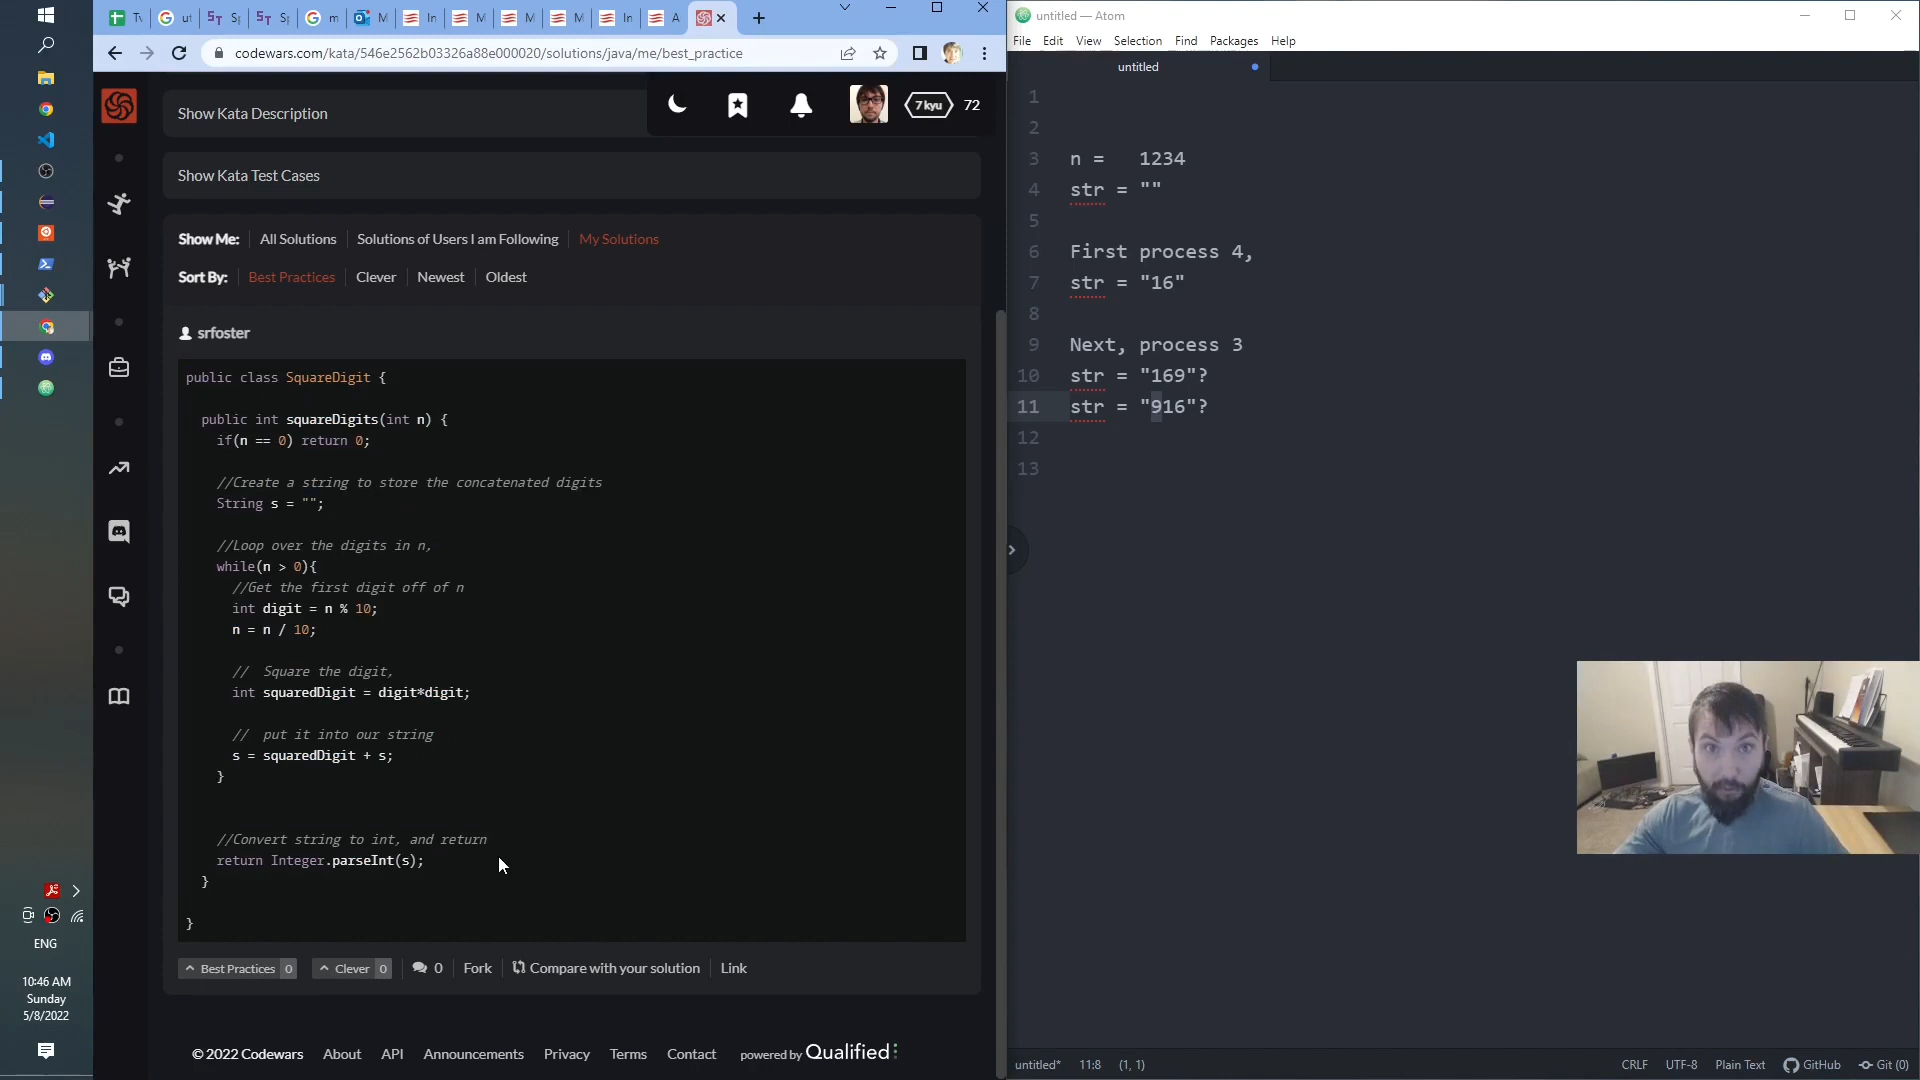 Tv
ut
Sp
Sp
m
M
In
M
M
M
In
A
untitled — Atom
codewars.com/kata/546e2562b03326a88e000020/solutions/java/me/best_practice
File Edit View Selection Find Packages Help
untitled
Show Kata Description
7 kyu 72
Show Kata Test Cases
Show Me: All Solutions Solutions of Users I am Following My Solutions
Sort By: Best Practices Clever Newest Oldest
srfoster
public class SquareDigit {
public int squareDigits(int n) {
if(n == 0) return 0;
//Create a string to store the concatenated digits
String s = "";
//Loop over the digits in n,
while(n > 0){
//Get the first digit off of n
int digit = n % 10;
n = n / 10;
// Square the digit,
int squaredDigit = digit*digit;
// put it into our string
s = squaredDigit + s;
}
//Convert string to int, and return
return Integer.parseInt(s);
}
}
Best Practices 0 Clever 0 0 Fork Compare with your solution Link
© 2022 Codewars About API Announcements Privacy Terms Contact powered by Qualified
1
2
3 n = 1234
4 str = ""
5
6 First process 4,
7 str = "16"
8
9 Next, process 3
10 str = "169"?
11 str = "916"?
12
13
untitled* 11:8 (1, 1) CRLF UTF-8 Plain Text GitHub Git (0)
ENG
10:46 AM
Sunday
5/8/2022